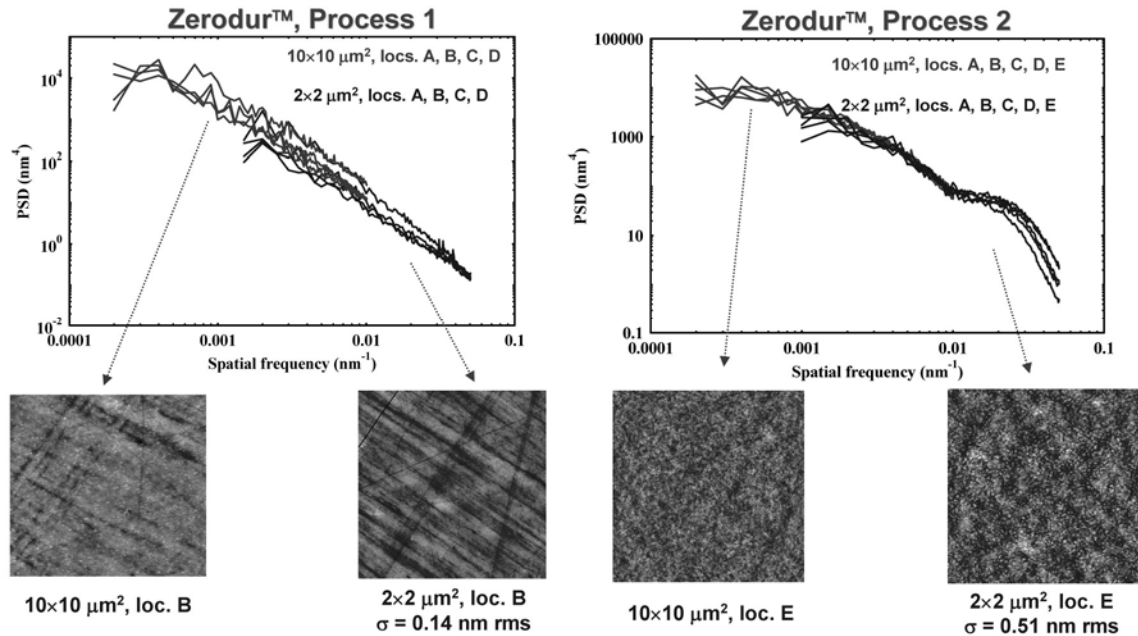 Zerodur™, Process 1
10×10 μm², locs. A, B, C, D
2×2 μm², locs. A, B, C, D
PSD (nm⁴)
10⁴
10²
10⁰
10⁻²
0.0001
0.001
0.01
0.1
Spatial frequency (nm⁻¹)
10×10 μm², loc. B
2×2 μm², loc. B
σ = 0.14 nm rms
Zerodur™, Process 2
10×10 μm², locs. A, B, C, D, E
2×2 μm², locs. A, B, C, D, E
PSD (nm⁴)
100000
1000
10
0.1
0.0001
0.001
0.01
0.1
Spatial frequency (nm⁻¹)
10×10 μm², loc. E
2×2 μm², loc. E
σ = 0.51 nm rms